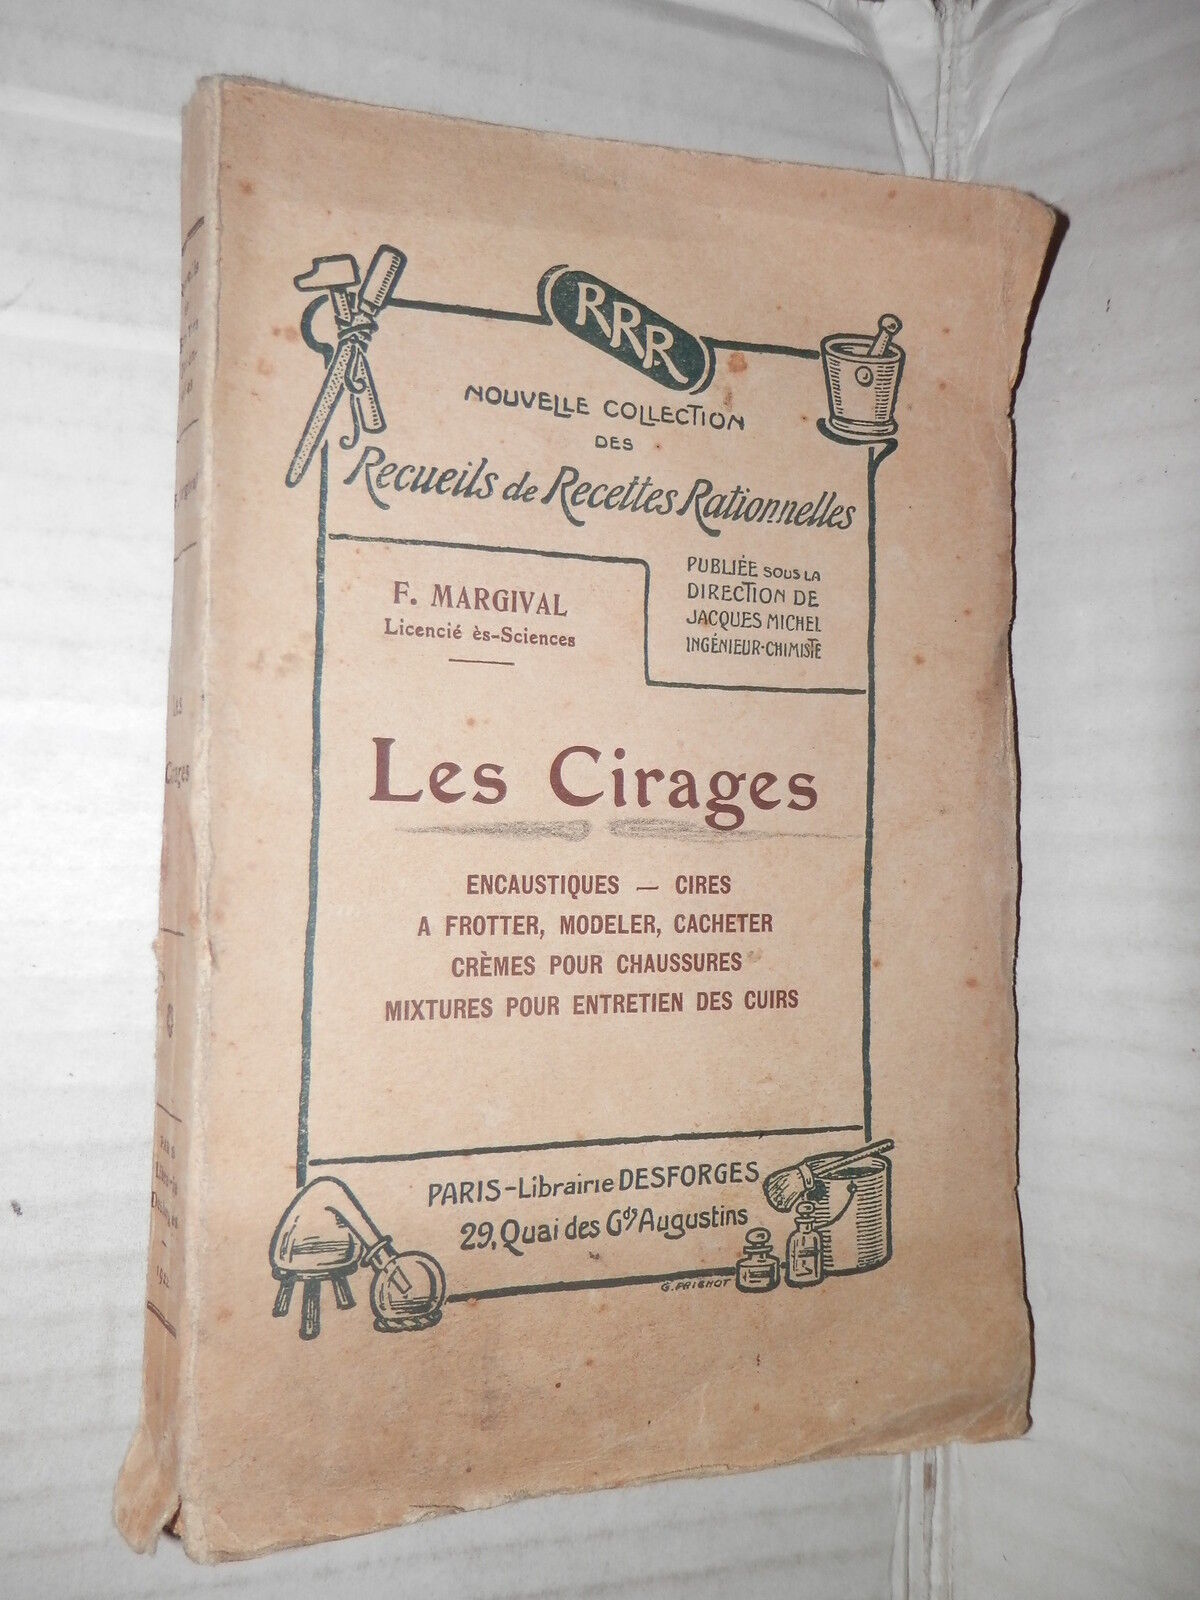 RRR
NOUVELLE COLLECTION
DES
Recueils de Recettes Rationnelles
PUBLIÉE SOUS LA
DIRECTION DE
JACQUES MICHEL
INGÉNIEUR-CHIMISTE
F. MARGIVAL
Licencié ès-Sciences
Les Cirages
ENCAUSTIQUES — CIRES
A FROTTER, MODELER, CACHETER
CRÈMES POUR CHAUSSURES
MIXTURES POUR ENTRETIEN DES CUIRS
PARIS-Librairie DESFORGES
29, Quai des Gds Augustins
Les
Cirages